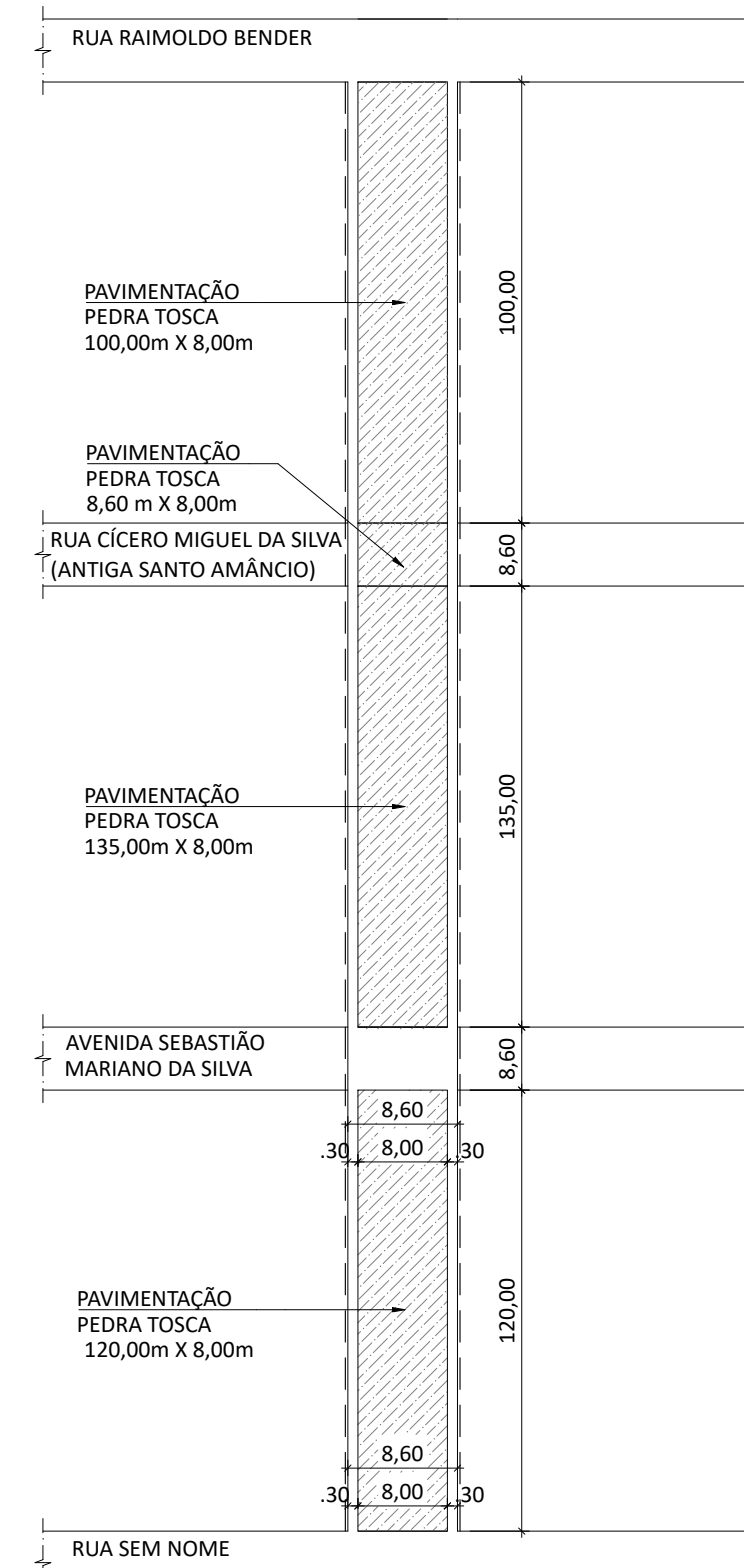 RUA RAIMOLDO BENDER
PAVIMENTAÇÃO
PEDRA TOSCA
100,00m X 8,00m
100,00
PAVIMENTAÇÃO
PEDRA TOSCA
8,60 m X 8,00m
RUA CÍCERO MIGUEL DA SILVA
(ANTIGA SANTO AMÂNCIO)
8,60
PAVIMENTAÇÃO
PEDRA TOSCA
135,00m X 8,00m
135,00
AVENIDA SEBASTIÃO
MARIANO DA SILVA
8,60
8,60
.30 8,00 .30
PAVIMENTAÇÃO
PEDRA TOSCA
120,00m X 8,00m
120,00
8,60
.30 8,00 .30
RUA SEM NOME